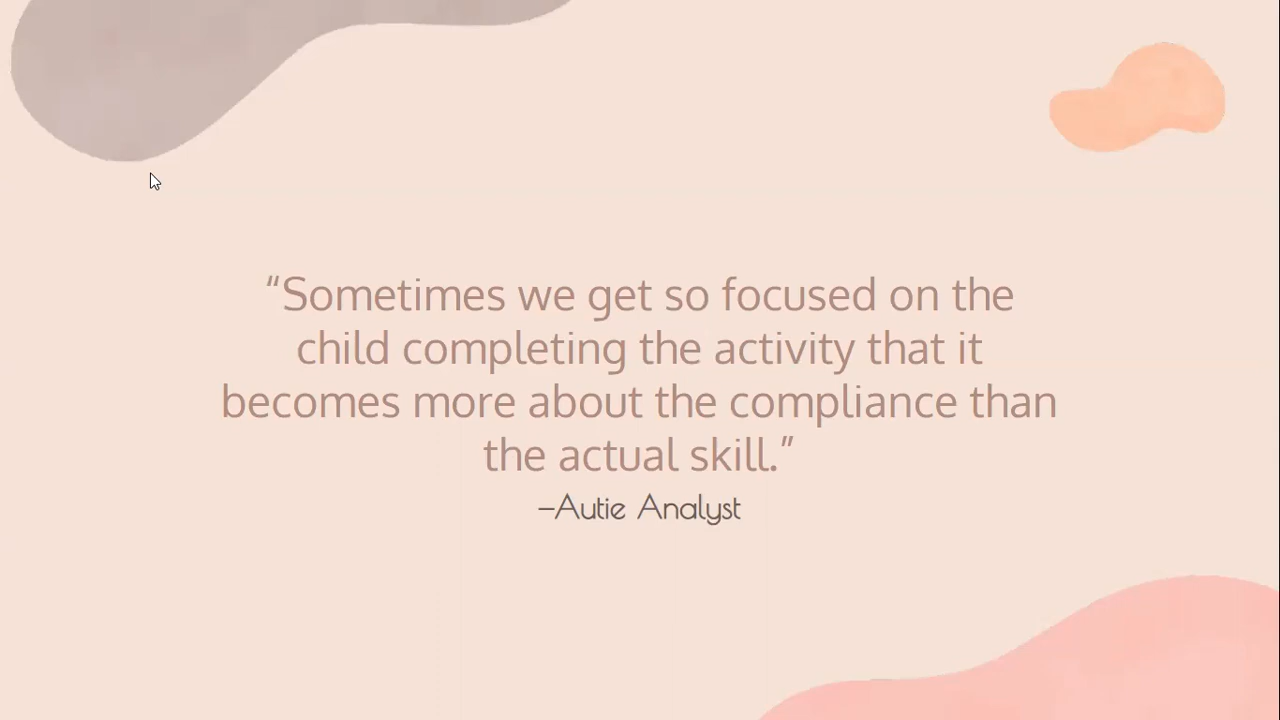 “Sometimes we get so focused on the
child completing the activity that it
becomes more about the compliance than
the actual skill.”
—Autie Analyst